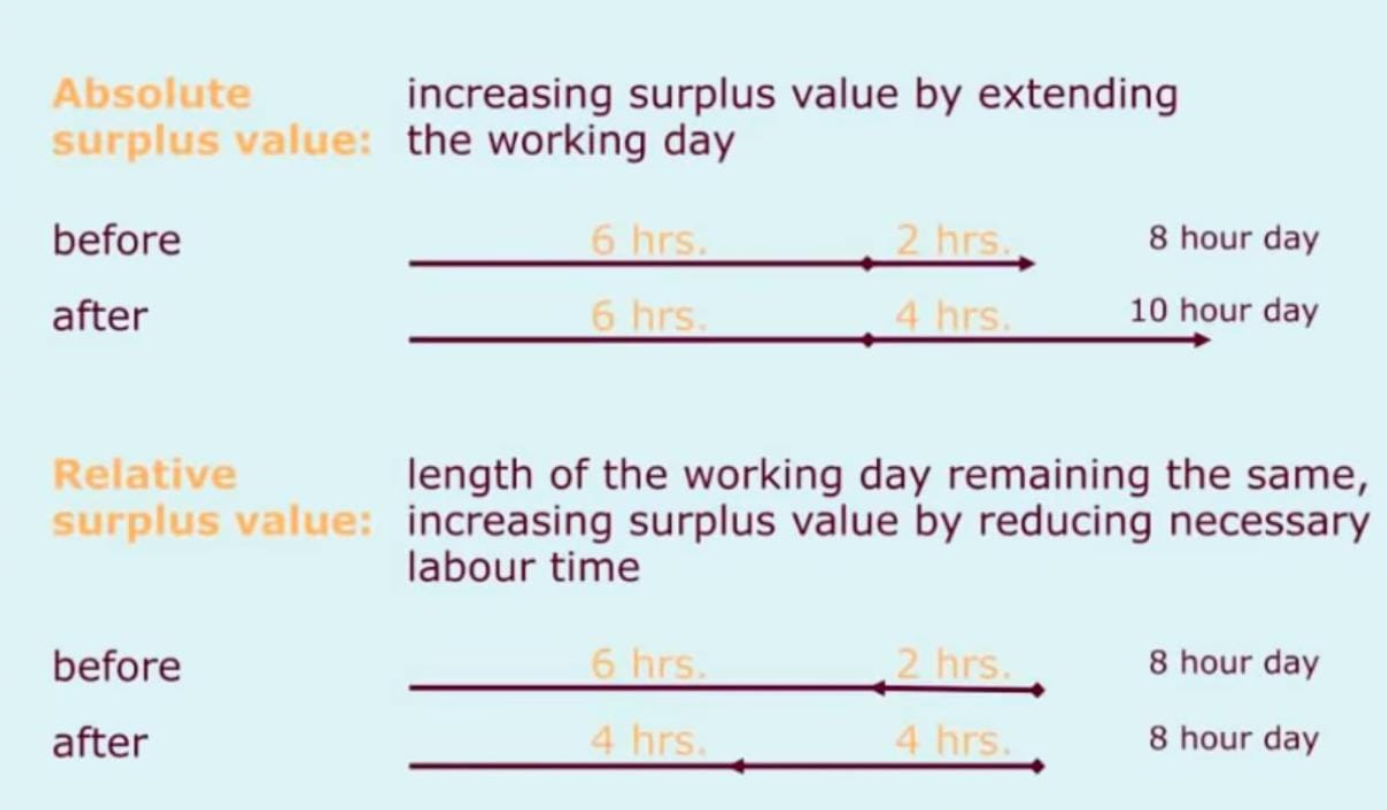 Absolute surplus value:
increasing surplus value by extending
the working day
before 6 hrs. 2 hrs. 8 hour day
after 6 hrs. 4 hrs. 10 hour day
Relative surplus value:
length of the working day remaining the same,
increasing surplus value by reducing necessary
labour time
before 6 hrs. 2 hrs. 8 hour day
after 4 hrs. 4 hrs. 8 hour day